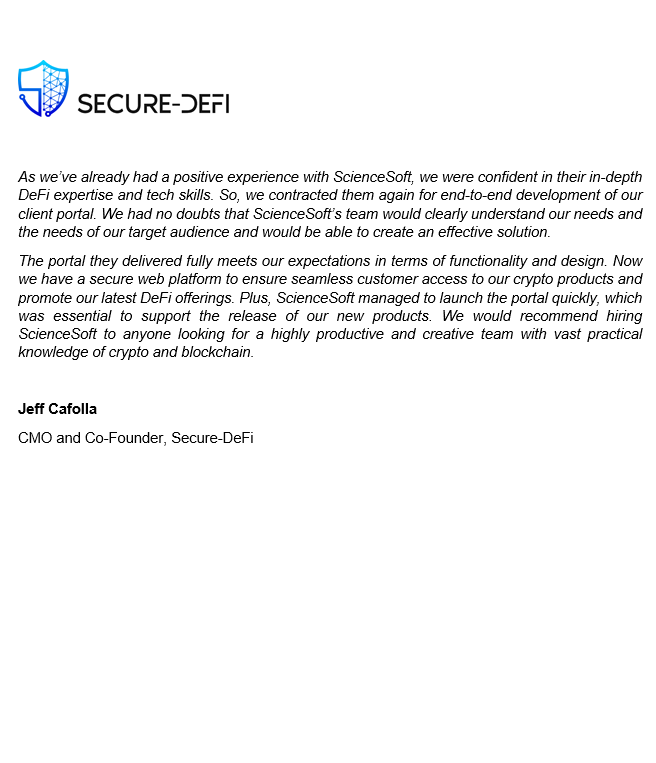 SECURE-DEFI
As we've already had a positive experience with ScienceSoft, we were confident in their in-depth
DeFi expertise and tech skills. So, we contracted them again for end-to-end development of our
client portal. We had no doubts that ScienceSoft's team would clearly understand our needs and
the needs of our target audience and would be able to create an effective solution.
The portal they delivered fully meets our expectations in terms of functionality and design. Now
we have a secure web platform to ensure seamless customer access to our crypto products and
promote our latest DeFi offerings. Plus, ScienceSoft managed to launch the portal quickly, which
was essential to support the release of our new products. We would recommend hiring
ScienceSoft to anyone looking for a highly productive and creative team with vast practical
knowledge of crypto and blockchain.
Jeff Cafolla
CMO and Co-Founder, Secure-DeFi